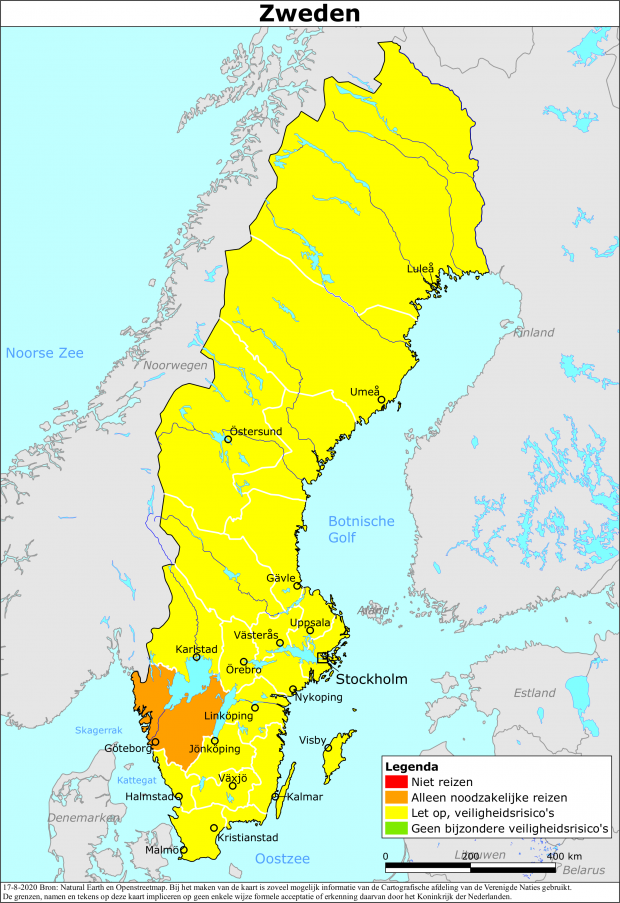 Zweden
Luleå
Finland
Noorse Zee
Noorwegen
Umeå
Östersund
Botnische
Golf
Gävle
Åland
Uppsala
Västerås
Karlstad
Örebro
Stockholm
Nykoping
Estland
Linköping
Skagerrak
Göteborg
Jönköping
Visby
Kattegat
Växjö
Halmstad
Kalmar
Denemarken
Kristianstad
Malmö
Oostzee
Legenda
Niet reizen
Alleen noodzakelijke reizen
Let op, veiligheidsrisico's
Geen bijzondere veiligheidsrisico's
0 200 400 km
Litouwen
Belarus
17-8-2020 Bron: Natural Earth en Openstreetmap. Bij het maken van de kaart is zoveel mogelijk informatie van de Cartografische afdeling van de Verenigde Naties gebruikt.
De grenzen, namen en tekens op deze kaart impliceren op geen enkele wijze formele acceptatie of erkenning daarvan door het Koninkrijk der Nederlanden.